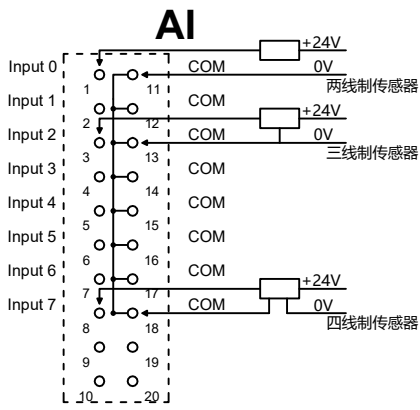 AI
+24V
Input 0 COM 0V
1 11 两线制传感器
Input 1 COM +24V
2 12
Input 2 COM 0V
3 13 三线制传感器
Input 3 COM
4 14
Input 4 COM
5 15
Input 5 COM
6 16
Input 6 COM +24V
7 17
Input 7 COM 0V
8 18 四线制传感器
9 19
10 20